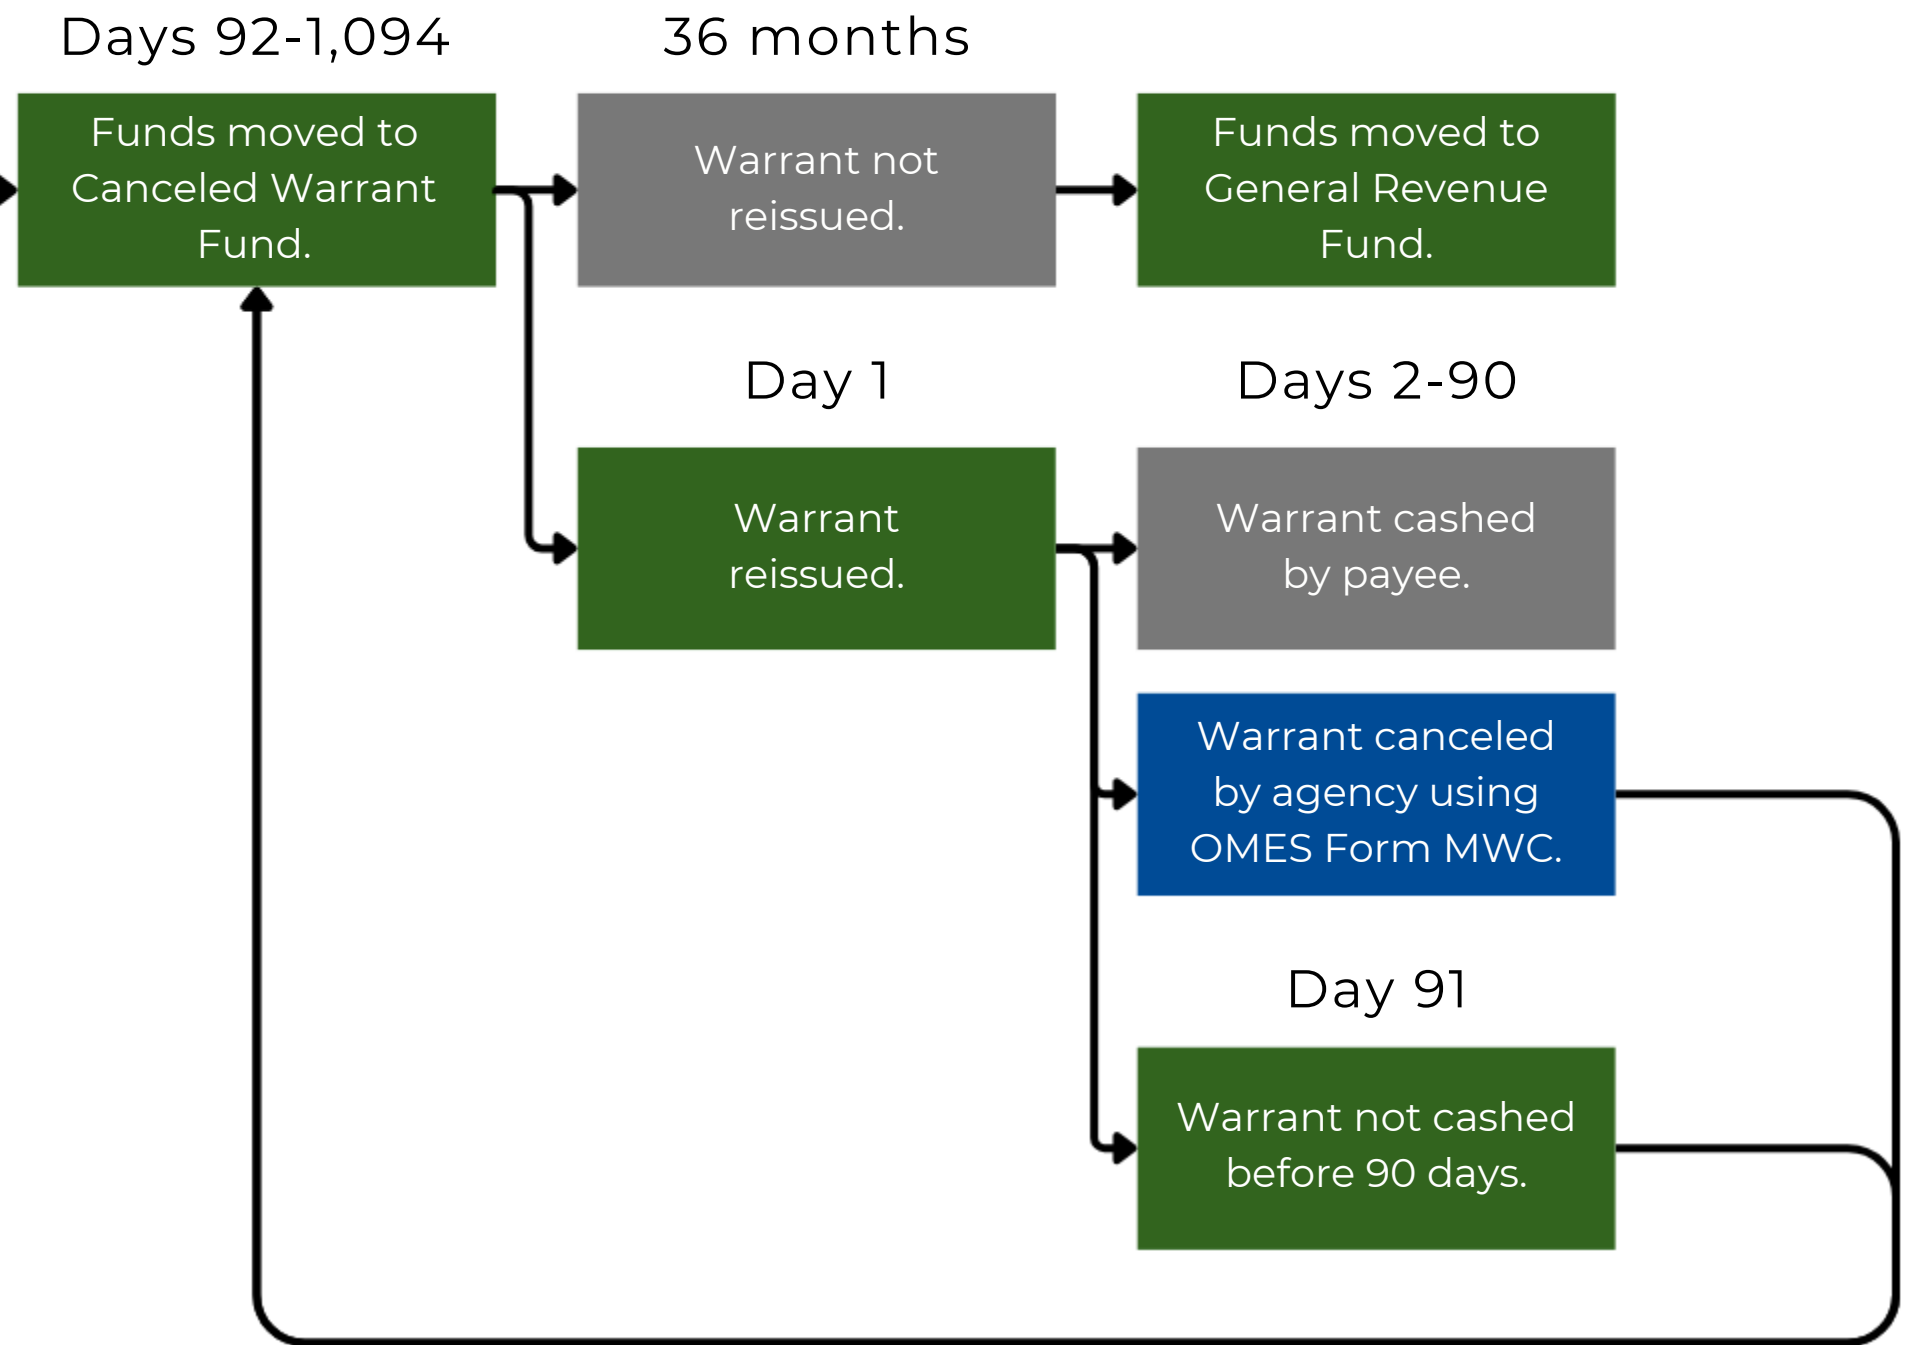 Days 92-1,094
36 months
Funds moved to
Canceled Warrant
Fund.
Warrant not
reissued.
Funds moved to
General Revenue
Fund.
Day 1
Days 2-90
Warrant
reissued.
Warrant cashed
by payee.
Warrant canceled
by agency using
OMES Form MWC.
Day 91
Warrant not cashed
before 90 days.